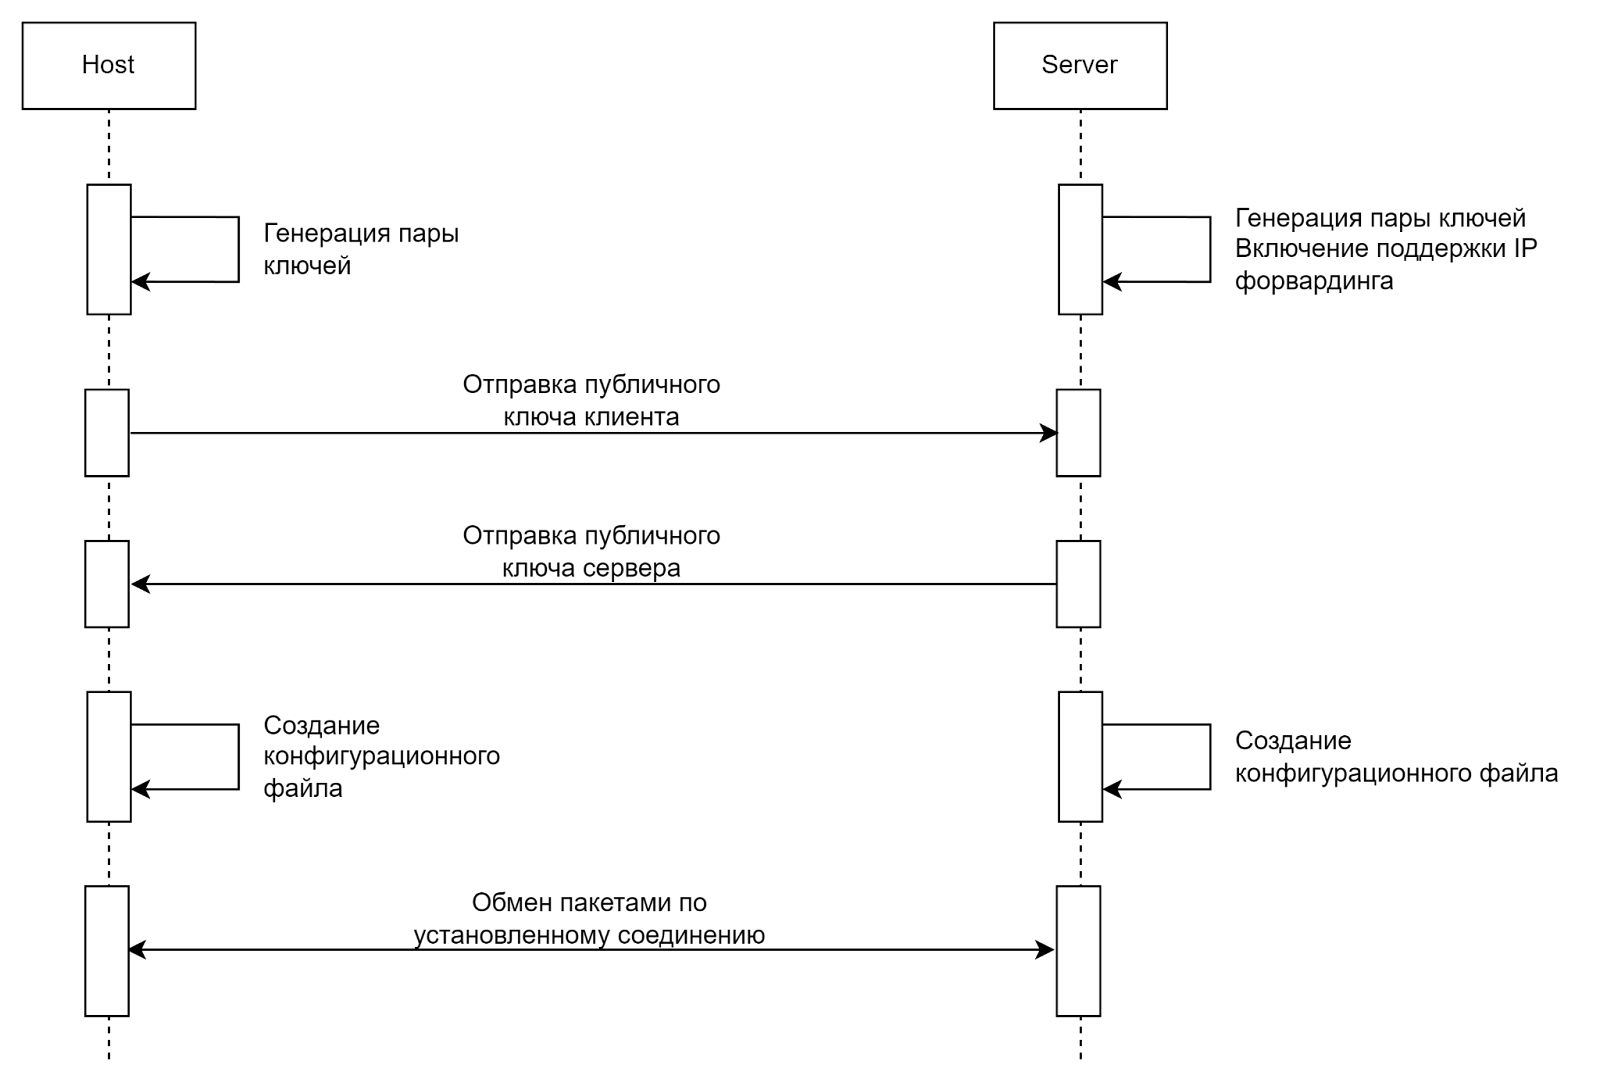 Host
Server
Генерация пары
ключей
Генерация пары ключей
Включение поддержки IP
форвардинга
Отправка публичного
ключа клиента
Отправка публичного
ключа сервера
Создание
конфигурационного
файла
Создание
конфигурационного файла
Обмен пакетами по
установленному соединению